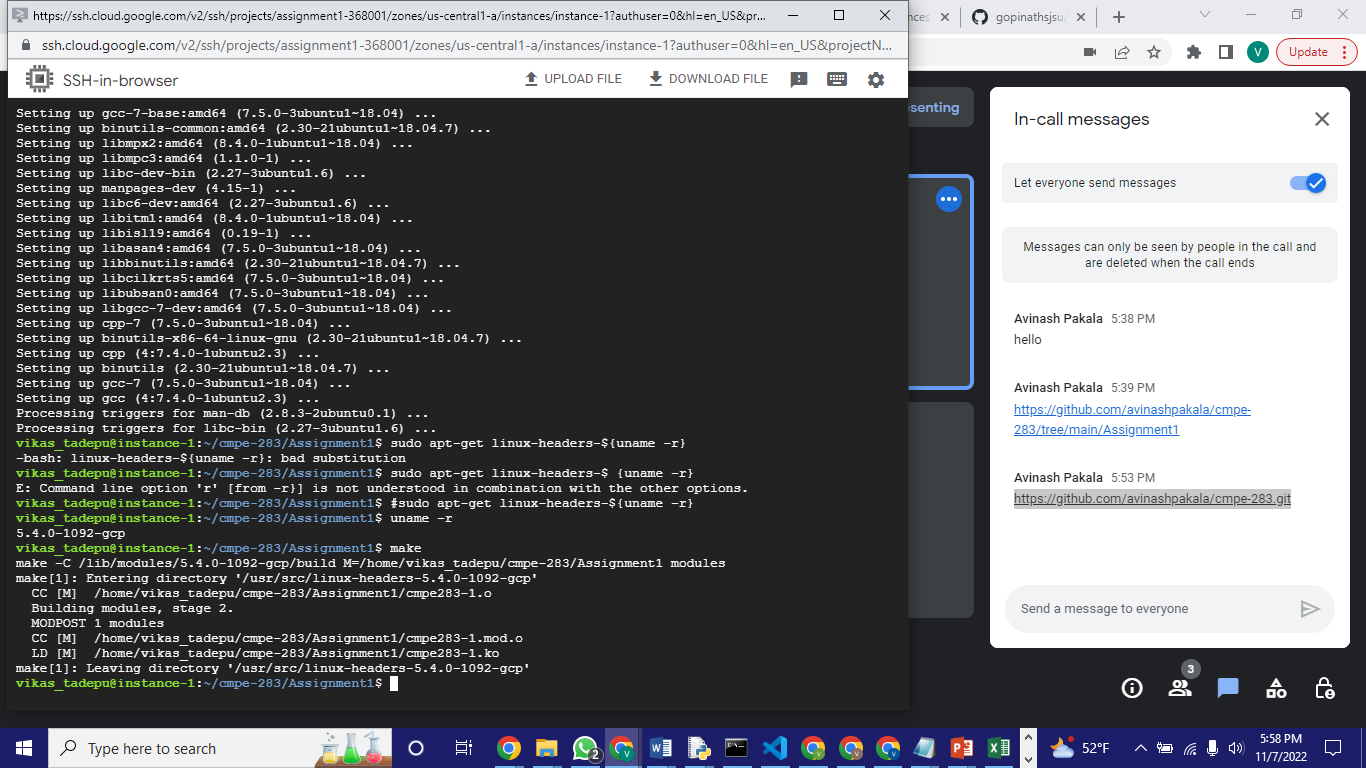 https://ssh.cloud.google.com/v2/ssh/projects/assignment1-368001/zones/us-central1-a/instances/instance-1?authuser=0&hl=en_US&pr...
ssh.cloud.google.com/v2/ssh/projects/assignment1-368001/zones/us-central1-a/instances/instance-1?authuser=0&hl=en_US&projectN...
SSH-in-browser
UPLOAD FILE
DOWNLOAD FILE
Setting up gcc-7-base:amd64 (7.5.0-3ubuntu1~18.04) ...
Setting up binutils-common:amd64 (2.30-21ubuntu1~18.04.7) ...
Setting up libmpx2:amd64 (8.4.0-1ubuntu1~18.04) ...
Setting up libmpc3:amd64 (1.1.0-1) ...
Setting up libc-dev-bin (2.27-3ubuntu1.6) ...
Setting up manpages-dev (4.15-1) ...
Setting up libc6-dev:amd64 (2.27-3ubuntu1.6) ...
Setting up libitm1:amd64 (8.4.0-1ubuntu1~18.04) ...
Setting up libisl19:amd64 (0.19-1) ...
Setting up libasan4:amd64 (7.5.0-3ubuntu1~18.04) ...
Setting up libbinutils:amd64 (2.30-21ubuntu1~18.04.7) ...
Setting up libcilkrts5:amd64 (7.5.0-3ubuntu1~18.04) ...
Setting up libubsan0:amd64 (7.5.0-3ubuntu1~18.04) ...
Setting up libgcc-7-dev:amd64 (7.5.0-3ubuntu1~18.04) ...
Setting up cpp-7 (7.5.0-3ubuntu1~18.04) ...
Setting up binutils-x86-64-linux-gnu (2.30-21ubuntu1~18.04.7) ...
Setting up cpp (4:7.4.0-1ubuntu2.3) ...
Setting up binutils (2.30-21ubuntu1~18.04.7) ...
Setting up gcc-7 (7.5.0-3ubuntu1~18.04) ...
Setting up gcc (4:7.4.0-1ubuntu2.3) ...
Processing triggers for man-db (2.8.3-2ubuntu0.1) ...
Processing triggers for libc-bin (2.27-3ubuntu1.6) ...
vikas_tadepu@instance-1:~/cmpe-283/Assignment1$ sudo apt-get linux-headers-${uname -r}
-bash: linux-headers-${uname -r}: bad substitution
vikas_tadepu@instance-1:~/cmpe-283/Assignment1$ sudo apt-get linux-headers-$ {uname -r}
E: Command line option 'r' [from -r}] is not understood in combination with the other options.
vikas_tadepu@instance-1:~/cmpe-283/Assignment1$ #sudo apt-get linux-headers-${uname -r}
vikas_tadepu@instance-1:~/cmpe-283/Assignment1$ uname -r
5.4.0-1092-gcp
vikas_tadepu@instance-1:~/cmpe-283/Assignment1$ make
make -C /lib/modules/5.4.0-1092-gcp/build M=/home/vikas_tadepu/cmpe-283/Assignment1 modules
make[1]: Entering directory '/usr/src/linux-headers-5.4.0-1092-gcp'
CC [M]  /home/vikas_tadepu/cmpe-283/Assignment1/cmpe283-1.o
Building modules, stage 2.
MODPOST 1 modules
CC [M]  /home/vikas_tadepu/cmpe-283/Assignment1/cmpe283-1.mod.o
LD [M]  /home/vikas_tadepu/cmpe-283/Assignment1/cmpe283-1.ko
make[1]: Leaving directory '/usr/src/linux-headers-5.4.0-1092-gcp'
vikas_tadepu@instance-1:~/cmpe-283/Assignment1$
nces
gopinathsjsu/
V
Update
senting
In-call messages
Let everyone send messages
Messages can only be seen by people in the call and
are deleted when the call ends
Avinash Pakala 5:38 PM
hello
Avinash Pakala 5:39 PM
https://github.com/avinashpakala/cmpe-
283/tree/main/Assignment1
Avinash Pakala 5:53 PM
https://github.com/avinashpakala/cmpe-283.git
Send a message to everyone
3
Type here to search
2
52°F
5:58 PM
11/7/2022